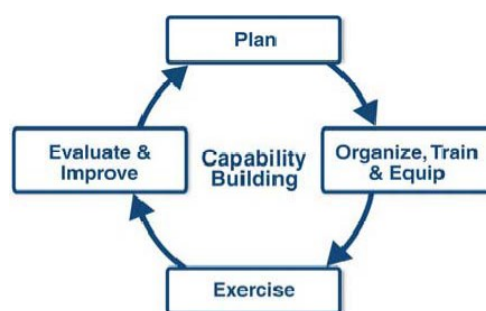 Plan
Evaluate &
Improve
Capability
Building
Organize, Train
& Equip
Exercise